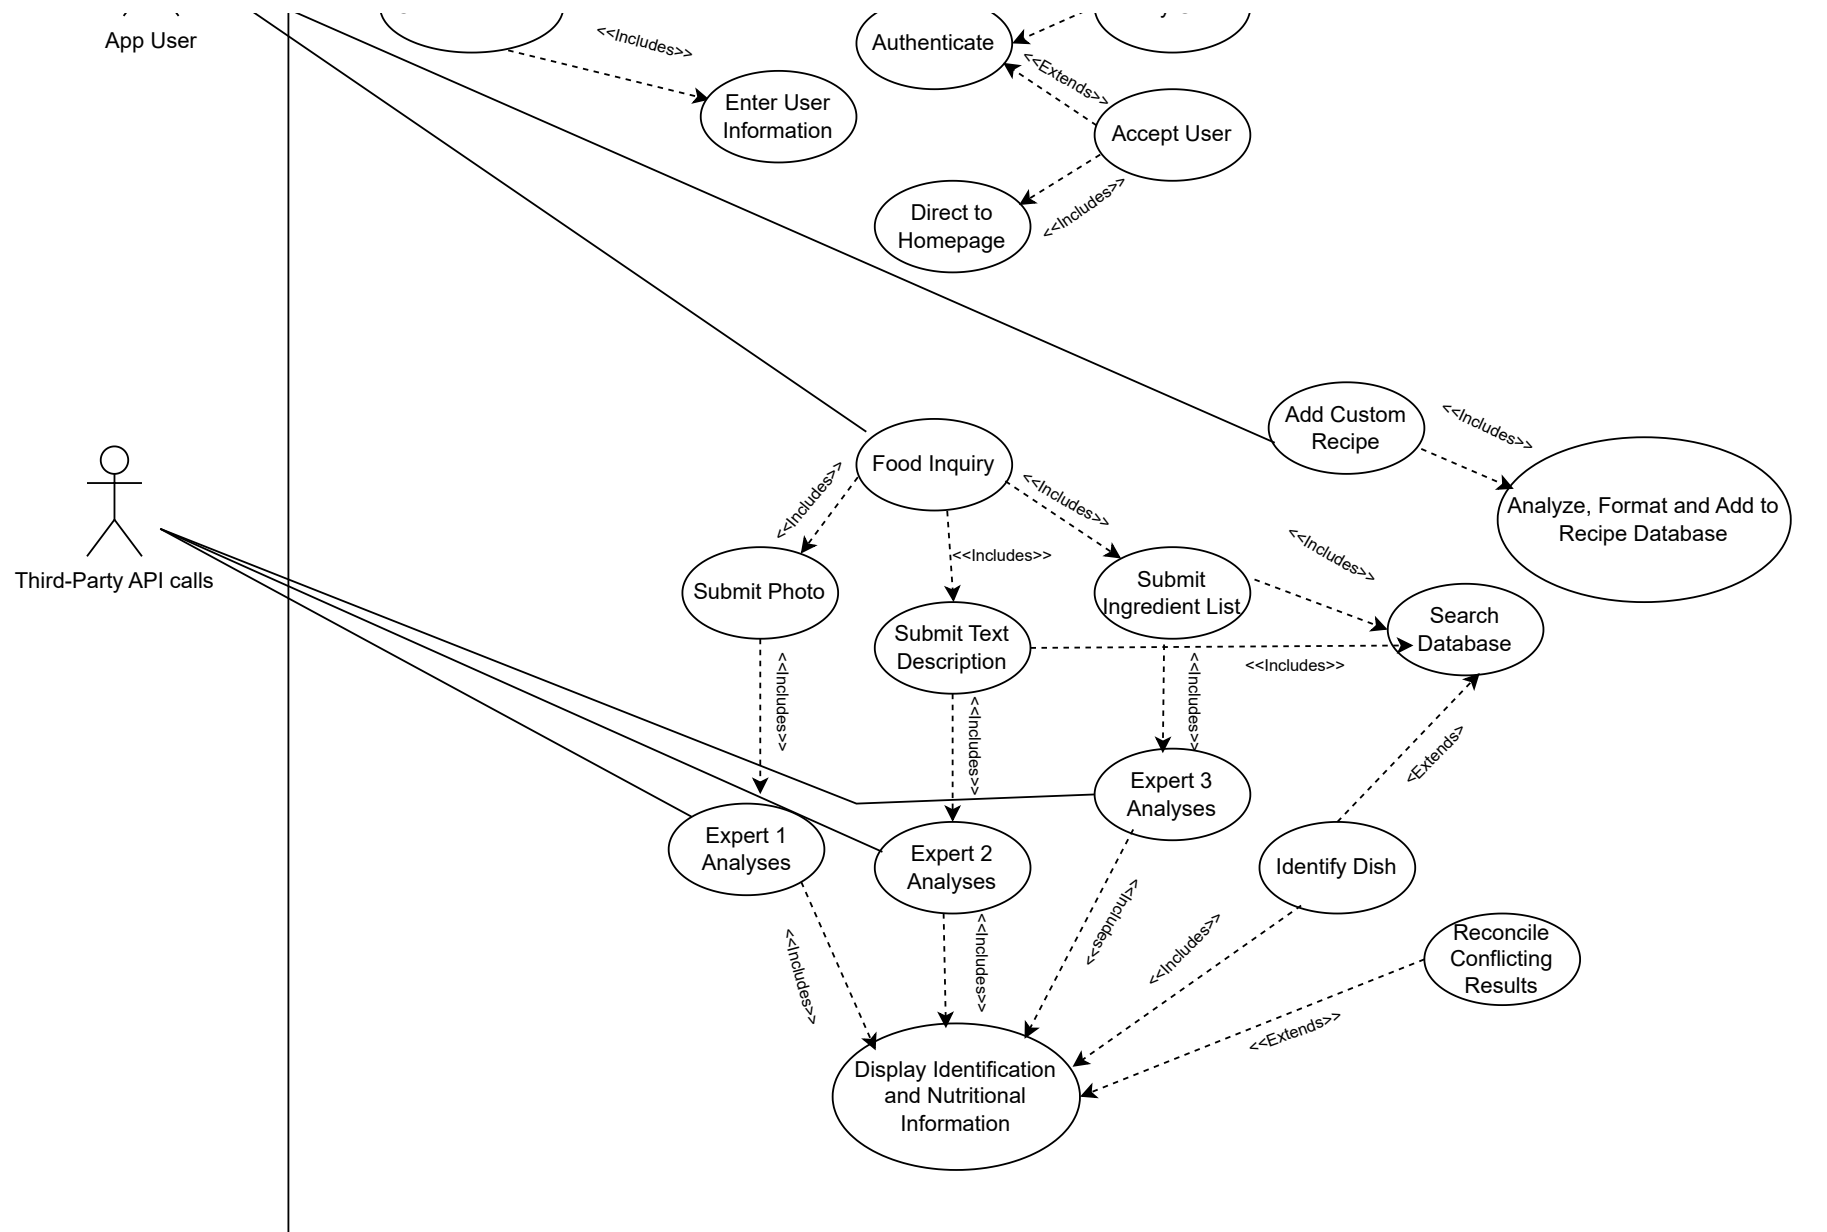 App User
<<Includes>>
Authenticate
<<Extends>>
Enter User
Information
Accept User
<<Includes>>
Direct to
Homepage
Add Custom
Recipe
<<Includes>>
Analyze, Format and Add to
Recipe Database
Food Inquiry
<<Includes>>
<<Includes>>
<<Includes>>
<<Includes>>
Third-Party API calls
Submit Photo
Submit
Ingredient List
Submit Text
Description
Search
Database
<<Includes>>
<<Includes>>
<<Includes>>
<<Includes>>
<Extends>
Expert 3
Analyses
Expert 1
Analyses
Expert 2
Analyses
Identify Dish
<<Includes>>
<<Includes>>
<<Includes>>
<<Includes>>
Reconcile
Conflicting
Results
<<Extends>>
Display Identification
and Nutritional
Information